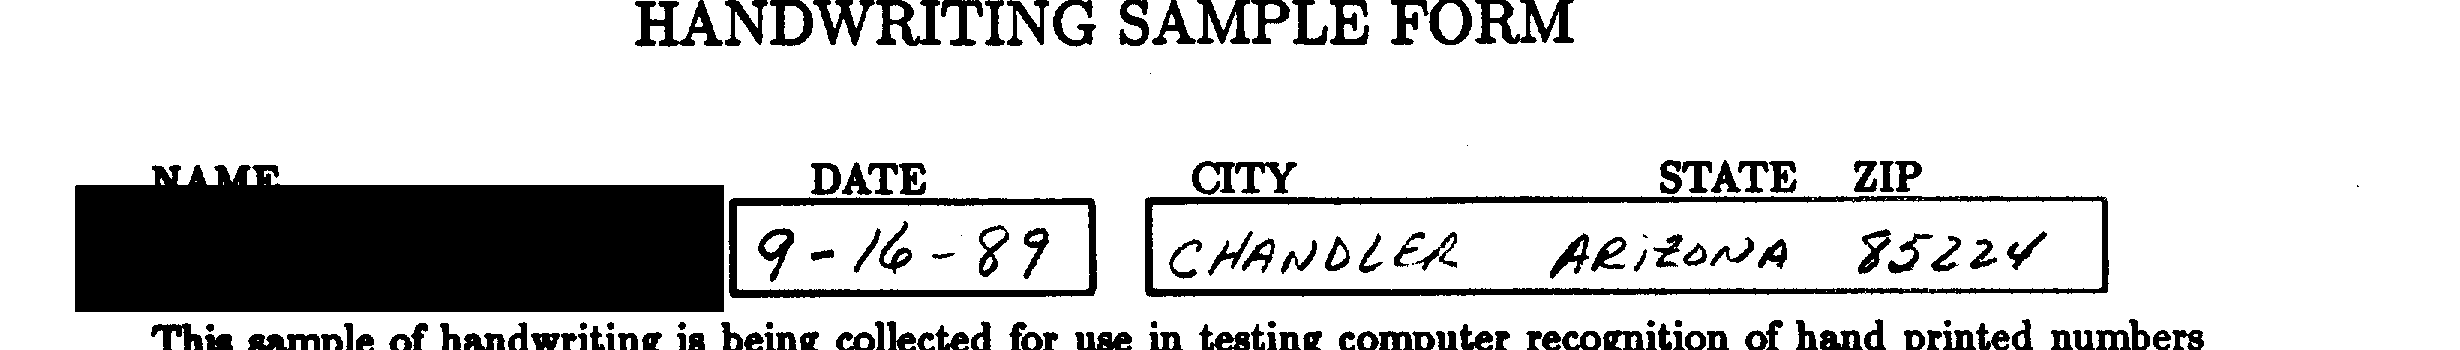 HANDWRITING SAMPLE FORM
NAME DATE CITY STATE ZIP
9-16-89 CHANDLER ARiZONA 85224
This sample of handwriting is being collected for use in testing computer recognition of hand printed numbers